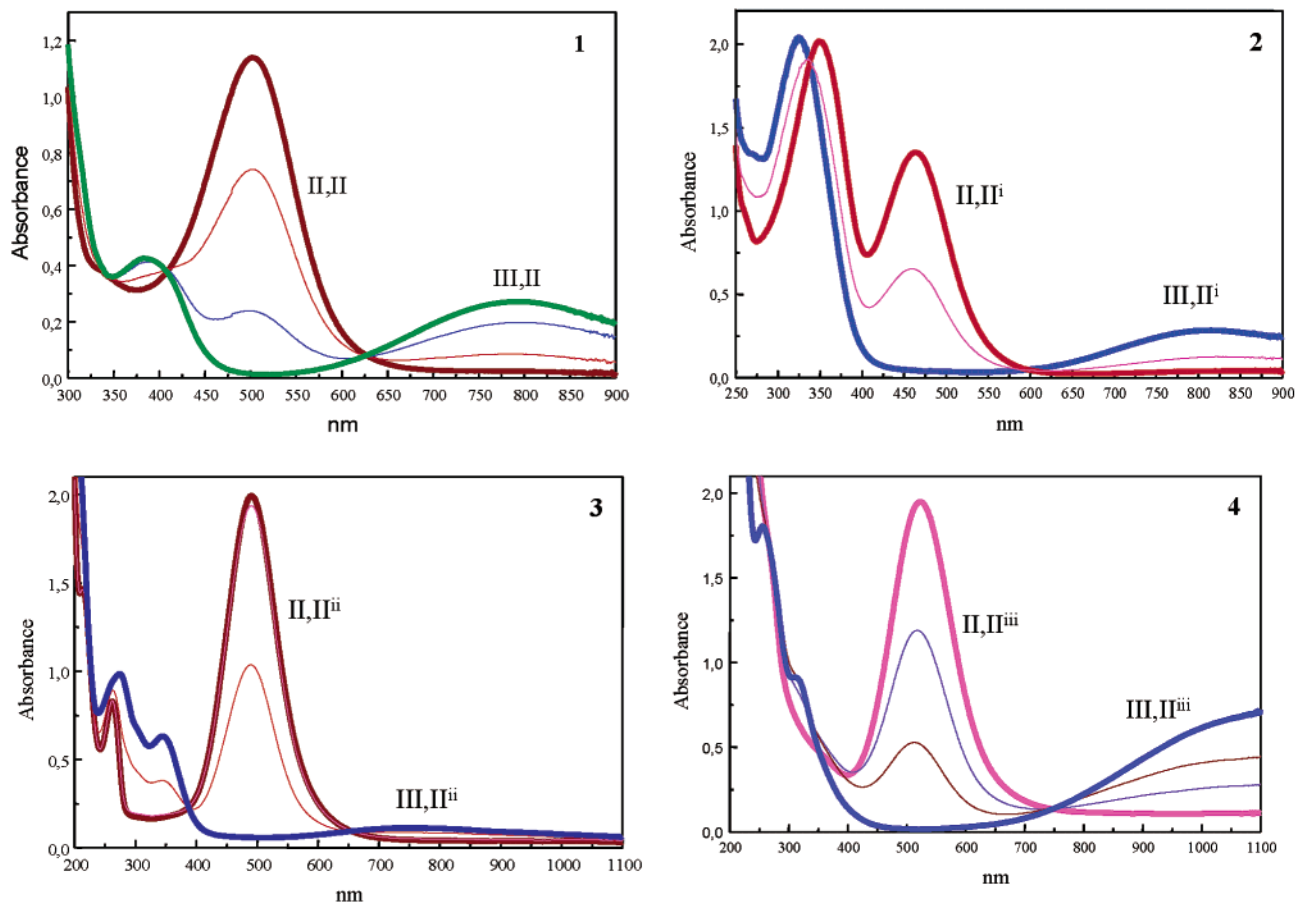 1
1,2
1,0
0,8
0,6
0,4
0,2
0,0
Absorbance
II,II
III,II
300 350 400 450 500 550 600 650 700 750 800 850 900
nm
2
2,0
1,5
1,0
0,5
0,0
Absorbance
II,IIⁱ
III,IIⁱ
250 300 350 400 450 500 550 600 650 700 750 800 850 900
nm
3
2,0
1,5
1,0
0,5
0,0
Absorbance
II,IIⁱⁱ
III,IIⁱⁱ
200 300 400 500 600 700 800 900 1000 1100
nm
4
2,0
1,5
1,0
0,5
0,0
Absorbance
II,IIⁱⁱⁱ
III,IIⁱⁱⁱ
200 300 400 500 600 700 800 900 1000 1100
nm